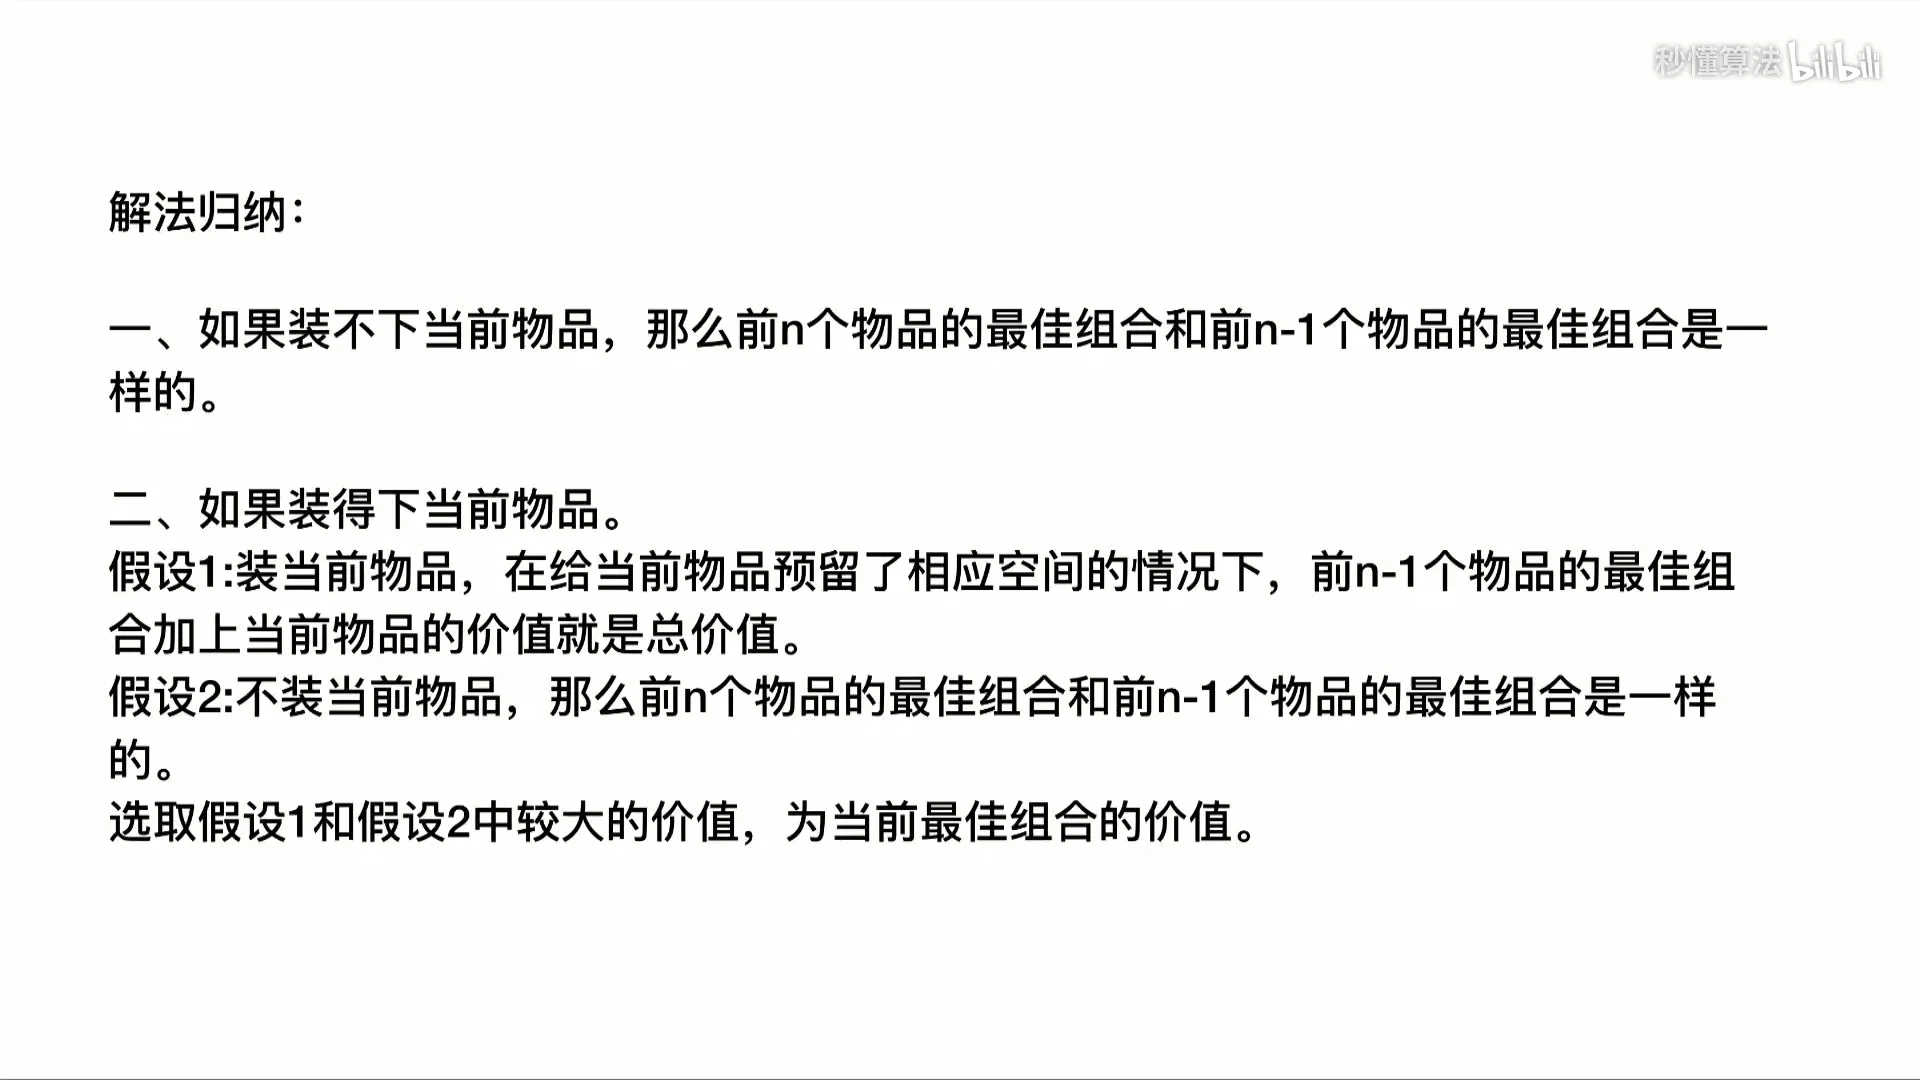 秒懂算法 bilibili
解法归纳：
一、如果装不下当前物品，那么前n个物品的最佳组合和前n-1个物品的最佳组合是一
样的。
二、如果装得下当前物品。
假设1:装当前物品，在给当前物品预留了相应空间的情况下，前n-1个物品的最佳组
合加上当前物品的价值就是总价值。
假设2:不装当前物品，那么前n个物品的最佳组合和前n-1个物品的最佳组合是一样
的。
选取假设1和假设2中较大的价值，为当前最佳组合的价值。